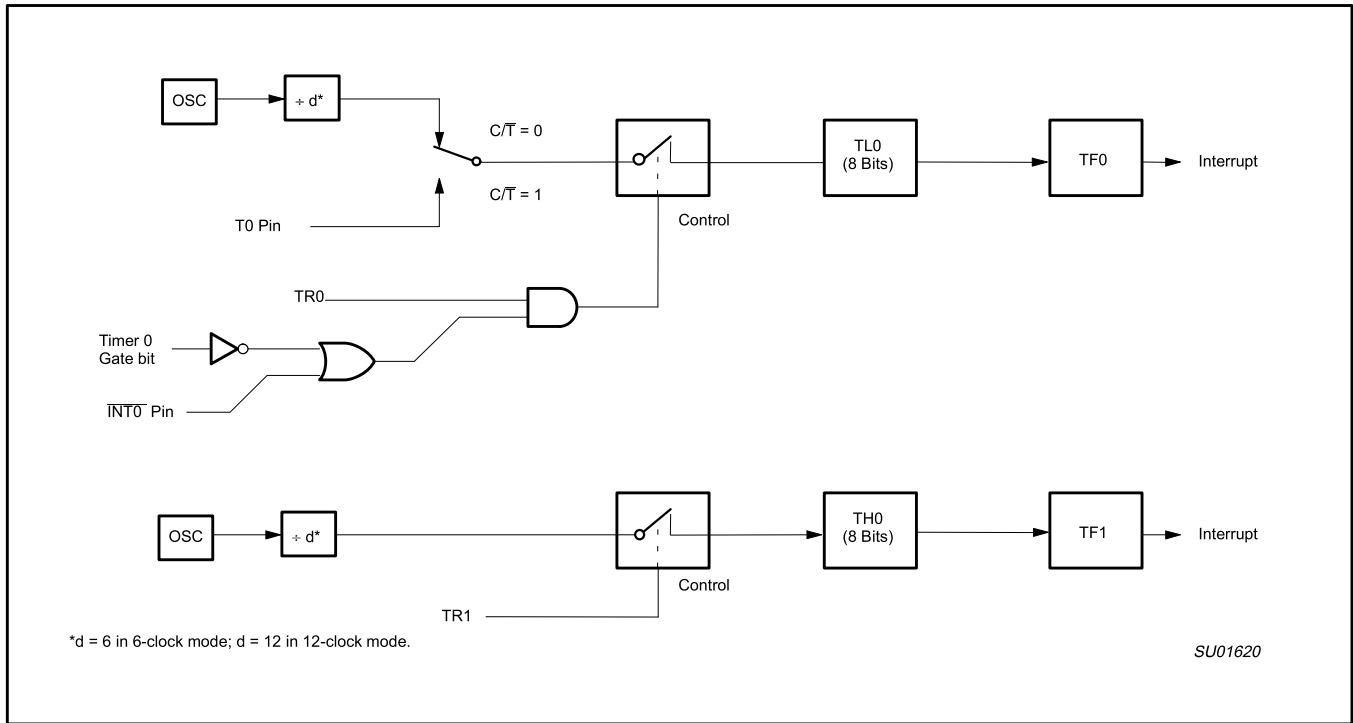 OSC
÷ d*
C/T̅ = 0
TL0
(8 Bits)
TF0
Interrupt
C/T̅ = 1
T0 Pin
Control
TR0
Timer 0
Gate bit
I̅N̅T̅0̅ Pin
OSC
÷ d*
TH0
(8 Bits)
TF1
Interrupt
Control
TR1
*d = 6 in 6-clock mode; d = 12 in 12-clock mode.
SU01620